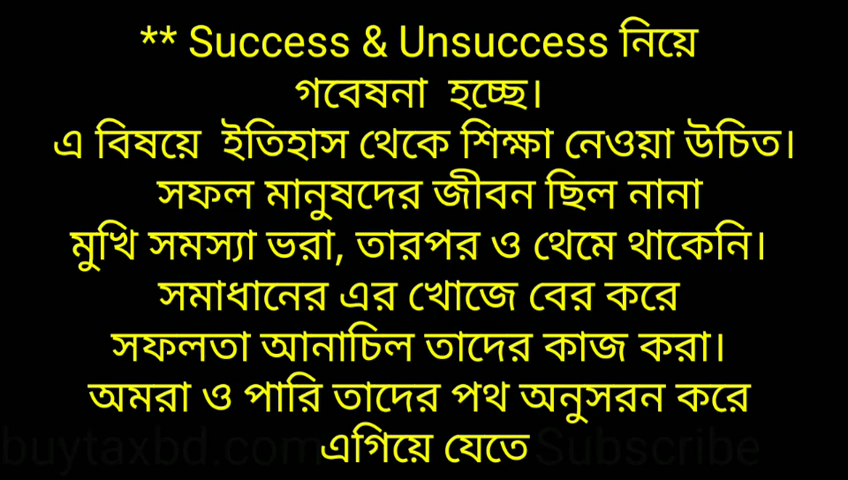 ** Success & Unsuccess নিয়ে
গবেষনা হচ্ছে।
এ বিষয়ে ইতিহাস থেকে শিক্ষা নেওয়া উচিত।
সফল মানুষদের জীবন ছিল নানা
মুখি সমস্যা ভরা, তারপর ও থেমে থাকেনি।
সমাধানের এর খোজে বের করে
সফলতা আনাচিল তাদের কাজ করা।
অমরা ও পারি তাদের পথ অনুসরন করে
এগিয়ে যেতে
buytaxbd.com Subscribe